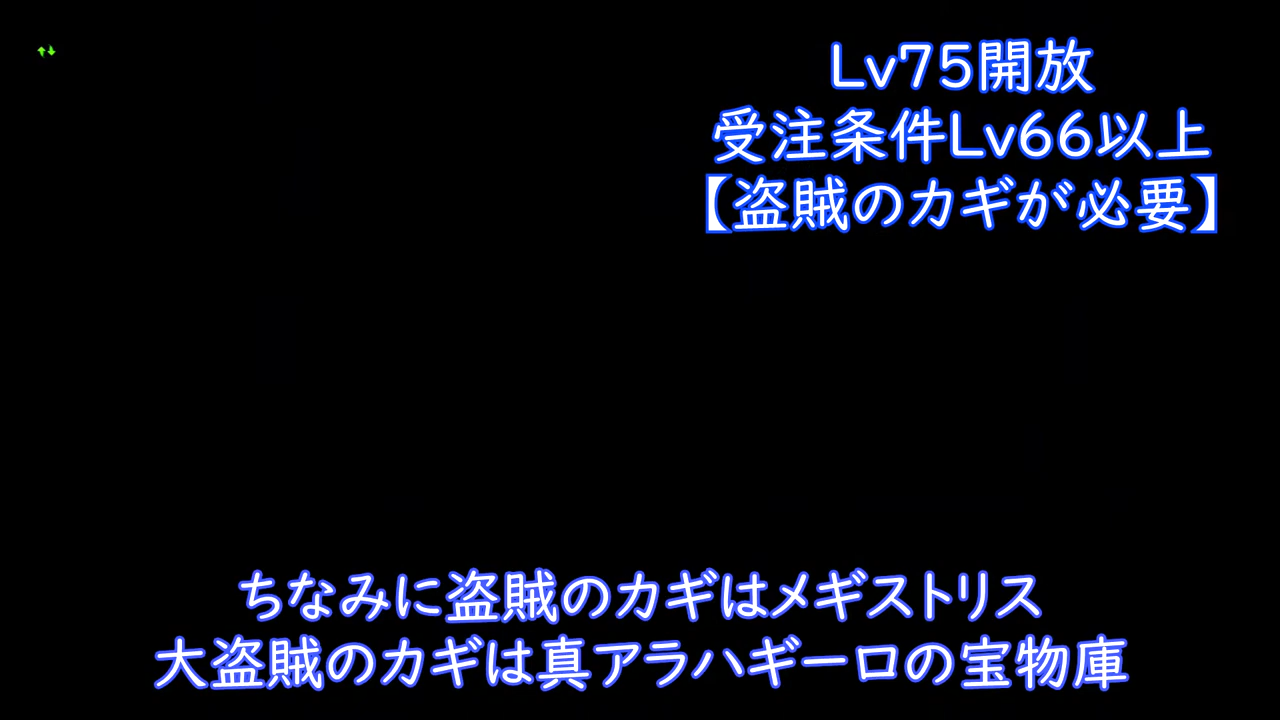 Lv75開放
受注条件Lv66以上
【盗賊のカギが必要】
ちなみに盗賊のカギはメギストリス
大盗賊のカギは真アラハギーロの宝物庫